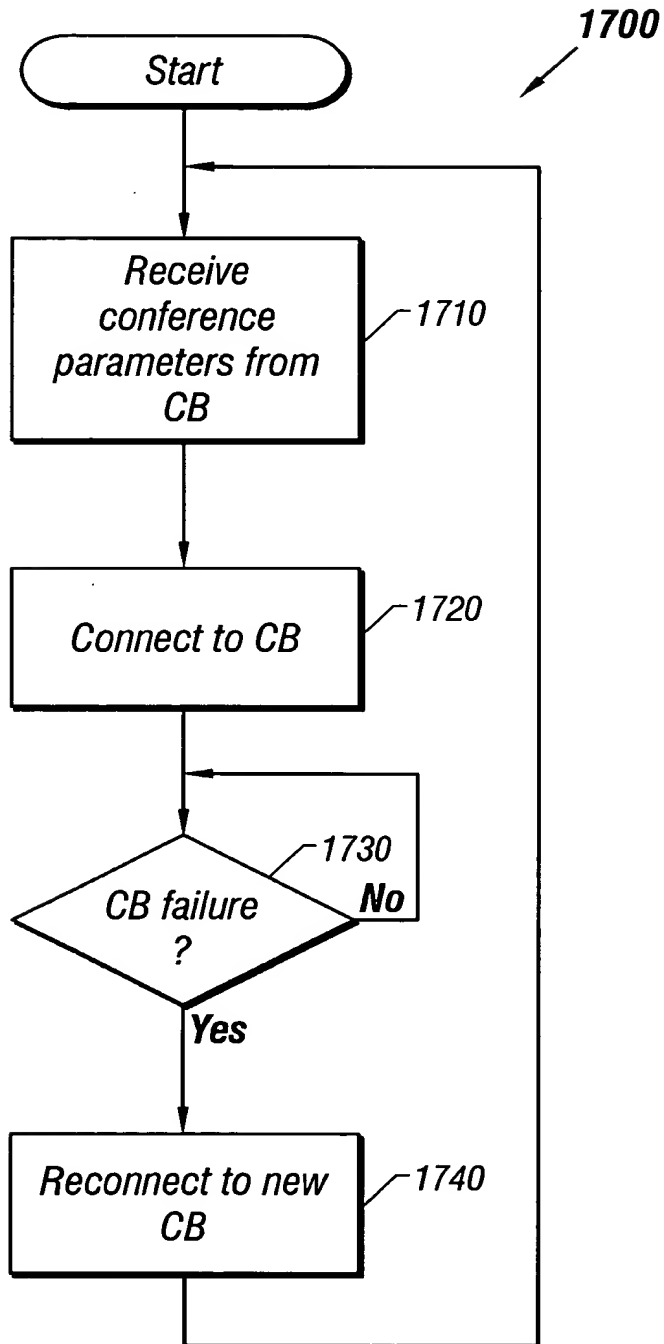 1700
Start
Receive
conference
parameters from
CB
1710
Connect to CB
1720
1730
CB failure
?
No
Yes
Reconnect to new
CB
1740